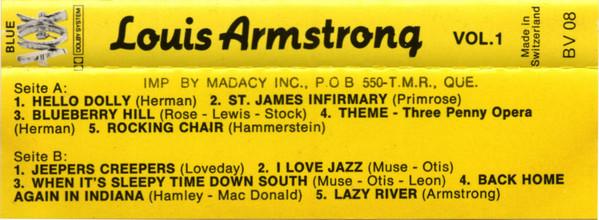 BLUE
VOX
DOLBY SYSTEM
Louis Armstrong VOL.1
Made in
Switzerland
BV 08
IMP BY MADACY INC., P.O B 550-T.M.R., QUE.
Seite A:
1. HELLO DOLLY (Herman) 2. ST. JAMES INFIRMARY (Primrose)
3. BLUEBERRY HILL (Rose - Lewis - Stock) 4. THEME - Three Penny Opera
(Herman) 5. ROCKING CHAIR (Hammerstein)
Seite B:
1. JEEPERS CREEPERS (Loveday) 2. I LOVE JAZZ (Muse - Otis)
3. WHEN IT'S SLEEPY TIME DOWN SOUTH (Muse - Otis - Leon) 4. BACK HOME
AGAIN IN INDIANA (Hamley - Mac Donald) 5. LAZY RIVER (Armstrong)